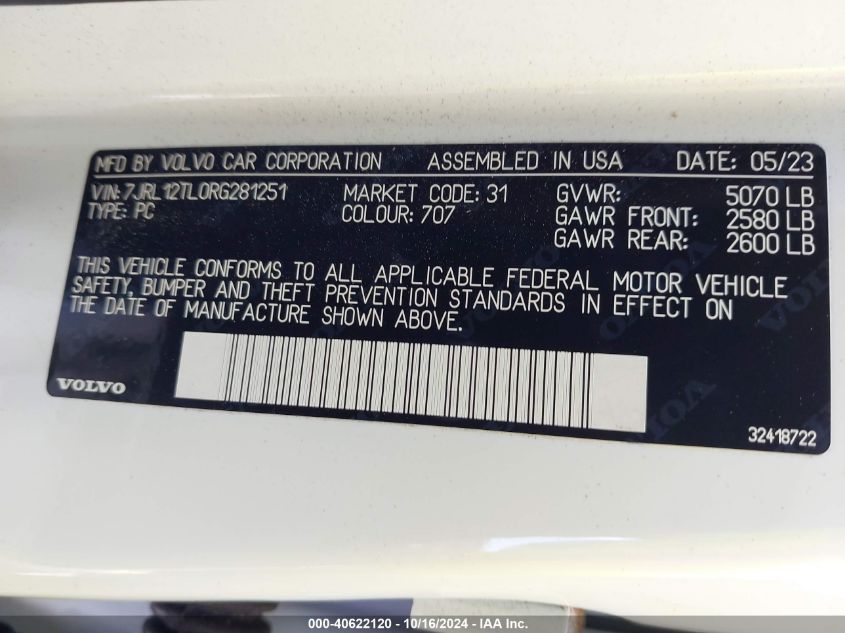 MFD BY VOLVO CAR CORPORATION ASSEMBLED IN USA DATE: 05/23
VIN: 7JRL12TL0RG281251 MARKET CODE: 31 GVWR: 5070 LB
TYPE: PC COLOUR: 707 GAWR FRONT: 2580 LB
GAWR REAR: 2600 LB
THIS VEHICLE CONFORMS TO ALL APPLICABLE FEDERAL MOTOR VEHICLE
SAFETY, BUMPER AND THEFT PREVENTION STANDARDS IN EFFECT ON
THE DATE OF MANUFACTURE SHOWN ABOVE.
VOLVO
32418722
000-40622120 - 10/16/2024 - IAA Inc.